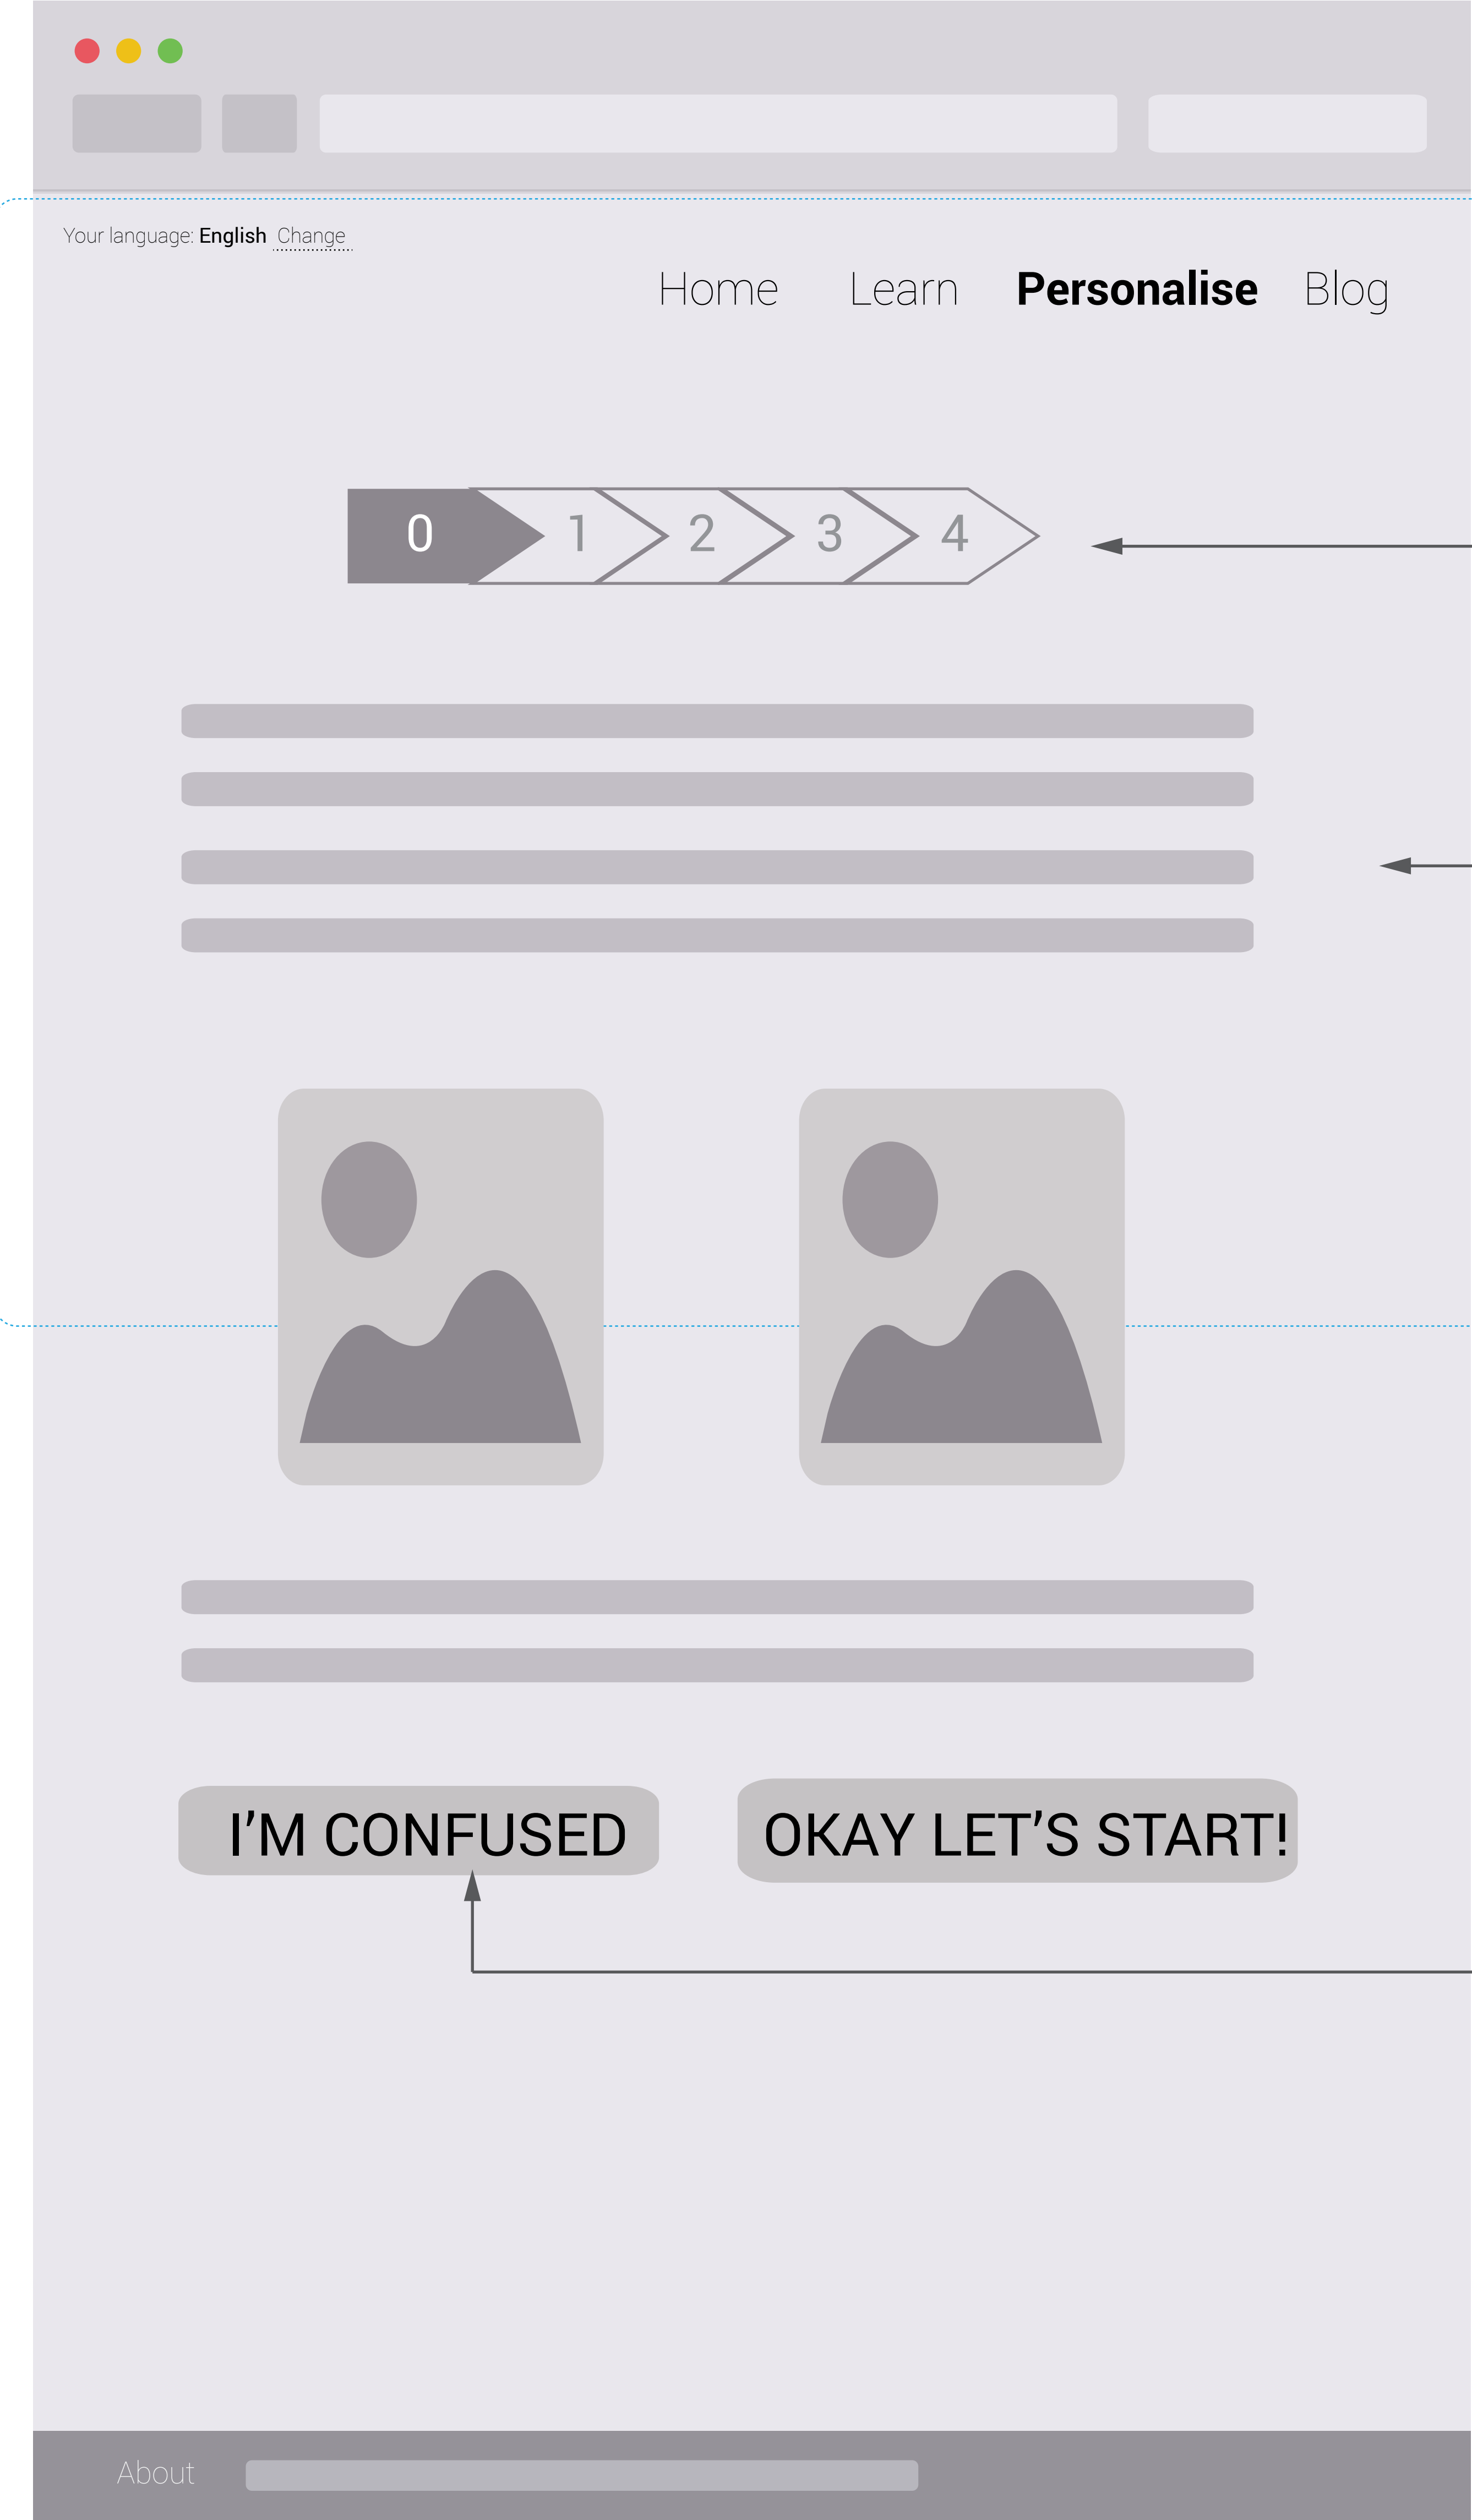 Your language: English Change
Home Learn Personalise Blog
0 1 2 3 4
I'M CONFUSED OKAY LET'S START!
About